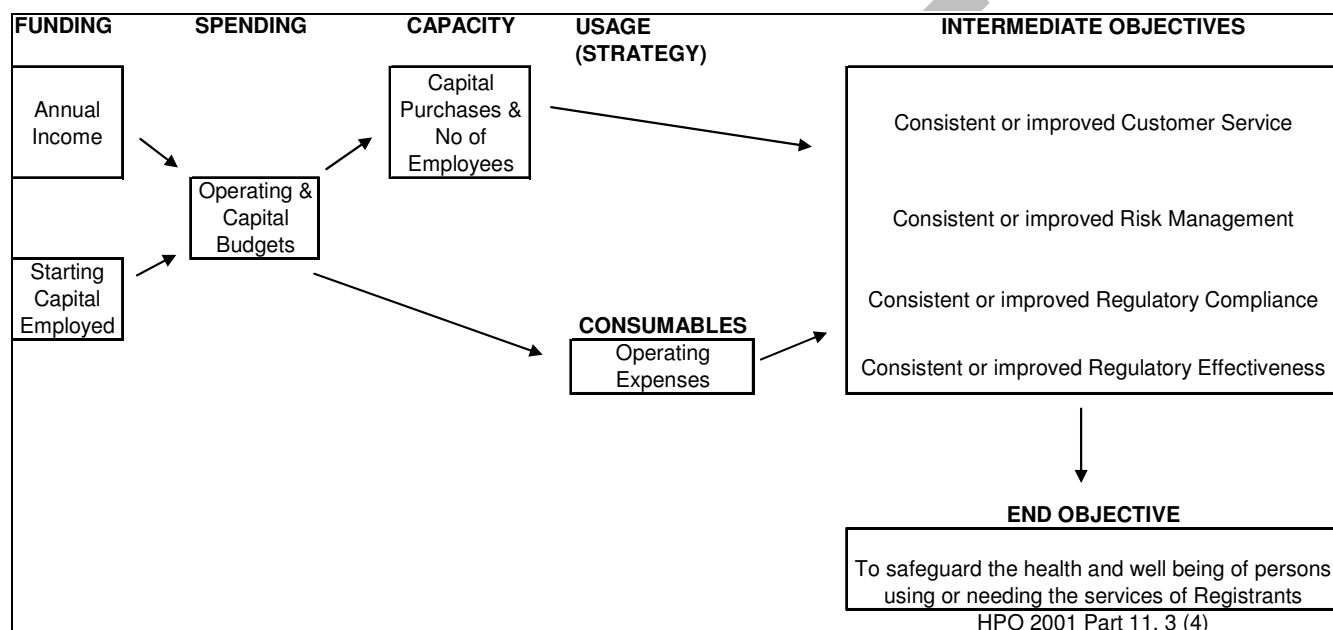 FUNDING
SPENDING
CAPACITY
USAGE
(STRATEGY)
INTERMEDIATE OBJECTIVES
Annual
Income
Capital
Purchases &
No of
Employees
Consistent or improved Customer Service
Operating &
Capital
Budgets
Consistent or improved Risk Management
Starting
Capital
Employed
Consistent or improved Regulatory Compliance
CONSUMABLES
Operating
Expenses
Consistent or improved Regulatory Effectiveness
END OBJECTIVE
To safeguard the health and well being of persons
using or needing the services of Registrants
HPO 2001 Part 11, 3 (4)